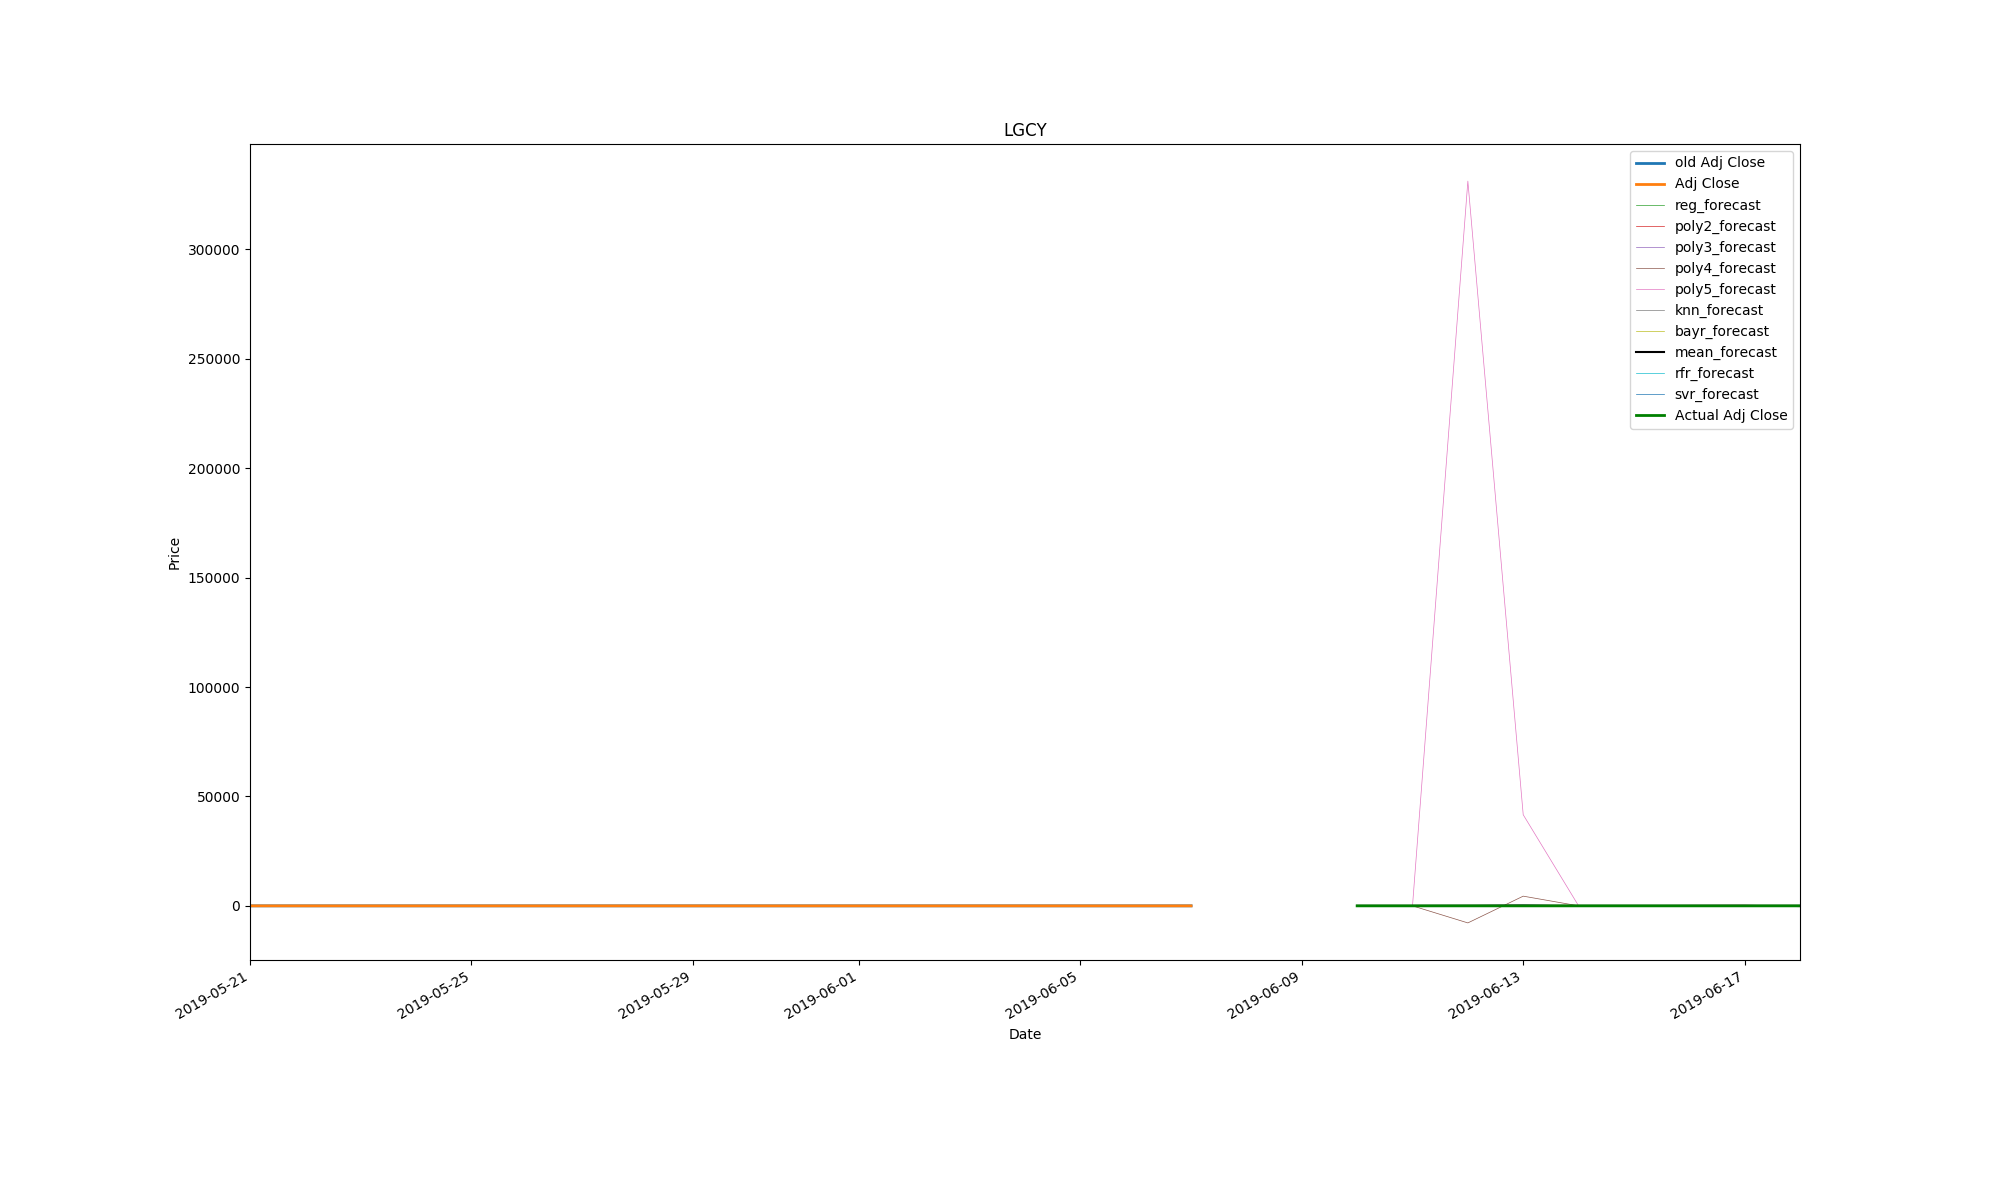 LGCY
old Adj Close
Adj Close
reg_forecast
poly2_forecast
poly3_forecast
poly4_forecast
poly5_forecast
knn_forecast
bayr_forecast
mean_forecast
rfr_forecast
svr_forecast
Actual Adj Close
300000
250000
200000
150000
100000
50000
0
Price
2019-05-21
2019-05-25
2019-05-29
2019-06-01
2019-06-05
2019-06-09
2019-06-13
2019-06-17
Date